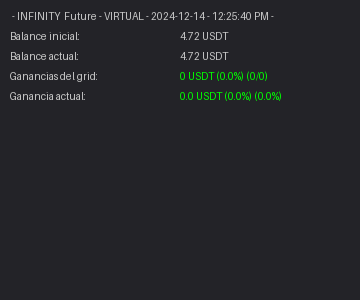 - INFINITY Future - VIRTUAL - 2024-12-14 - 12:25:40 PM -
Balance inicial: 4.72 USDT
Balance actual: 4.72 USDT
Ganancias del grid: 0 USDT (0.0%) (0/0)
Ganancia actual: 0.0 USDT (0.0%) (0.0%)